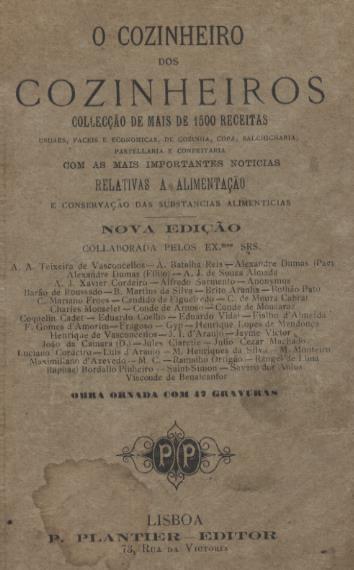 O COZINHEIRO
DOS
COZINHEIROS
COLLECÇÃO DE MAIS DE 1500 RECEITAS
USUAES, FACEIS E ECONOMICAS, DE COZINHA, COPA, SALCHICHARIA,
PASTELLARIA E CONFEITARIA
COM AS MAIS IMPORTANTES NOTICIAS
RELATIVAS A ALIMENTAÇÃO
E CONSERVAÇÃO DAS SUBSTANCIAS ALIMENTICIAS
NOVA EDIÇÃO
COLLABORADA PELOS EX.mos SRS.
A. A. Teixeira de Vasconcellos — A. Batalha Reis — Alexandre Dumas (Pae)
Alexandre Dumas (Filho) — A. J. de Souza Almada
A. J. Xavier Cordeiro — Alfredo Sarmento — Anonymus
Barão de Roussado — B. Martins da Silva — Brito Aranha — Bulhão Pato
C. Mariano Froes — Candido de Figueiredo — C. de Moura Cabral
Charles Monselet — Conde de Arnoso — Conde de Monsaraz
Coquelin Cadet — Eduardo Coelho — Eduardo Vidal — Fialho d'Almeida
F. Gomes d'Amorim — Fragoso — Gyp — Henrique Lopes de Mendonça
Henrique de Vasconcellos — J. I. d'Araujo — Jayme Victor
João da Camara (D.) — Jules Claretie — Julio Cezar Machado
Luciano Cordeiro — Luis d'Araujo — M. Henriques da Silva — M. Monteiro
Maximiliano d'Azevedo — M. C. — Ramalho Ortigão — Rangel de Lima
Raphael Bordallo Pinheiro — Saint-Simon — Severo dos Anjos
Visconde de Benalcanfor
OBRA ORNADA COM 47 GRAVURAS
P P
LISBOA
P. PLANTIER — EDITOR
73, Rua da Victoria